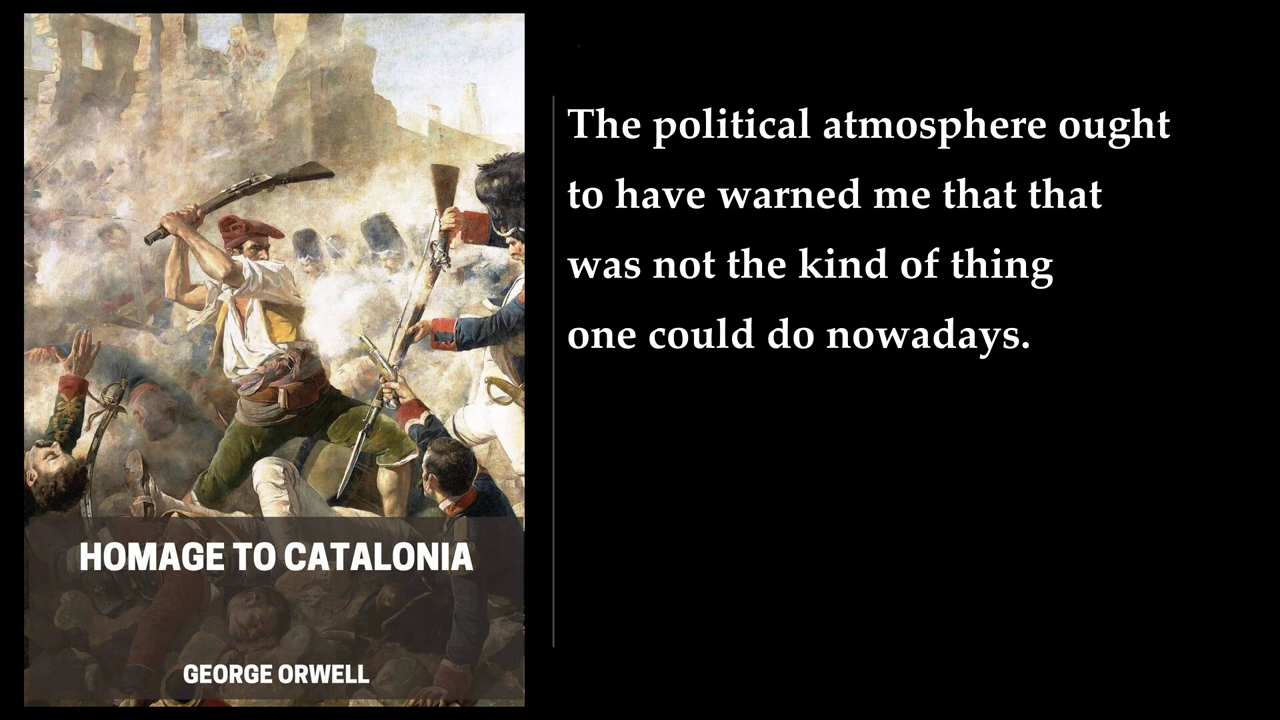 The political atmosphere ought
to have warned me that that
was not the kind of thing
one could do nowadays.
HOMAGE TO CATALONIA
GEORGE ORWELL